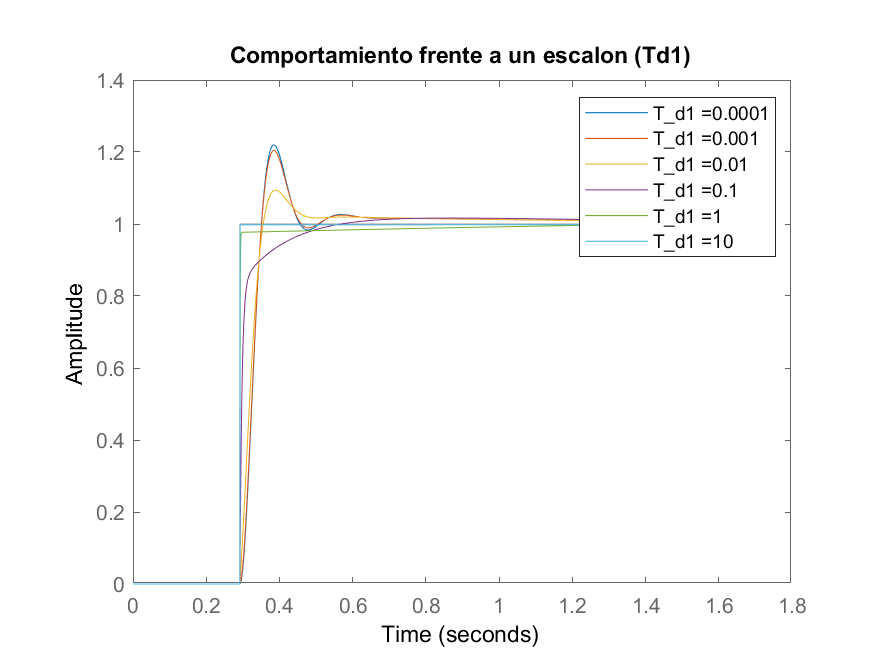 Comportamiento frente a un escalon (Td1)
1.4
1.2
1
0.8
0.6
0.4
0.2
0
T_d1 =0.0001
T_d1 =0.001
T_d1 =0.01
T_d1 =0.1
T_d1 =1
T_d1 =10
Amplitude
0 0.2 0.4 0.6 0.8 1 1.2 1.4 1.6 1.8
Time (seconds)